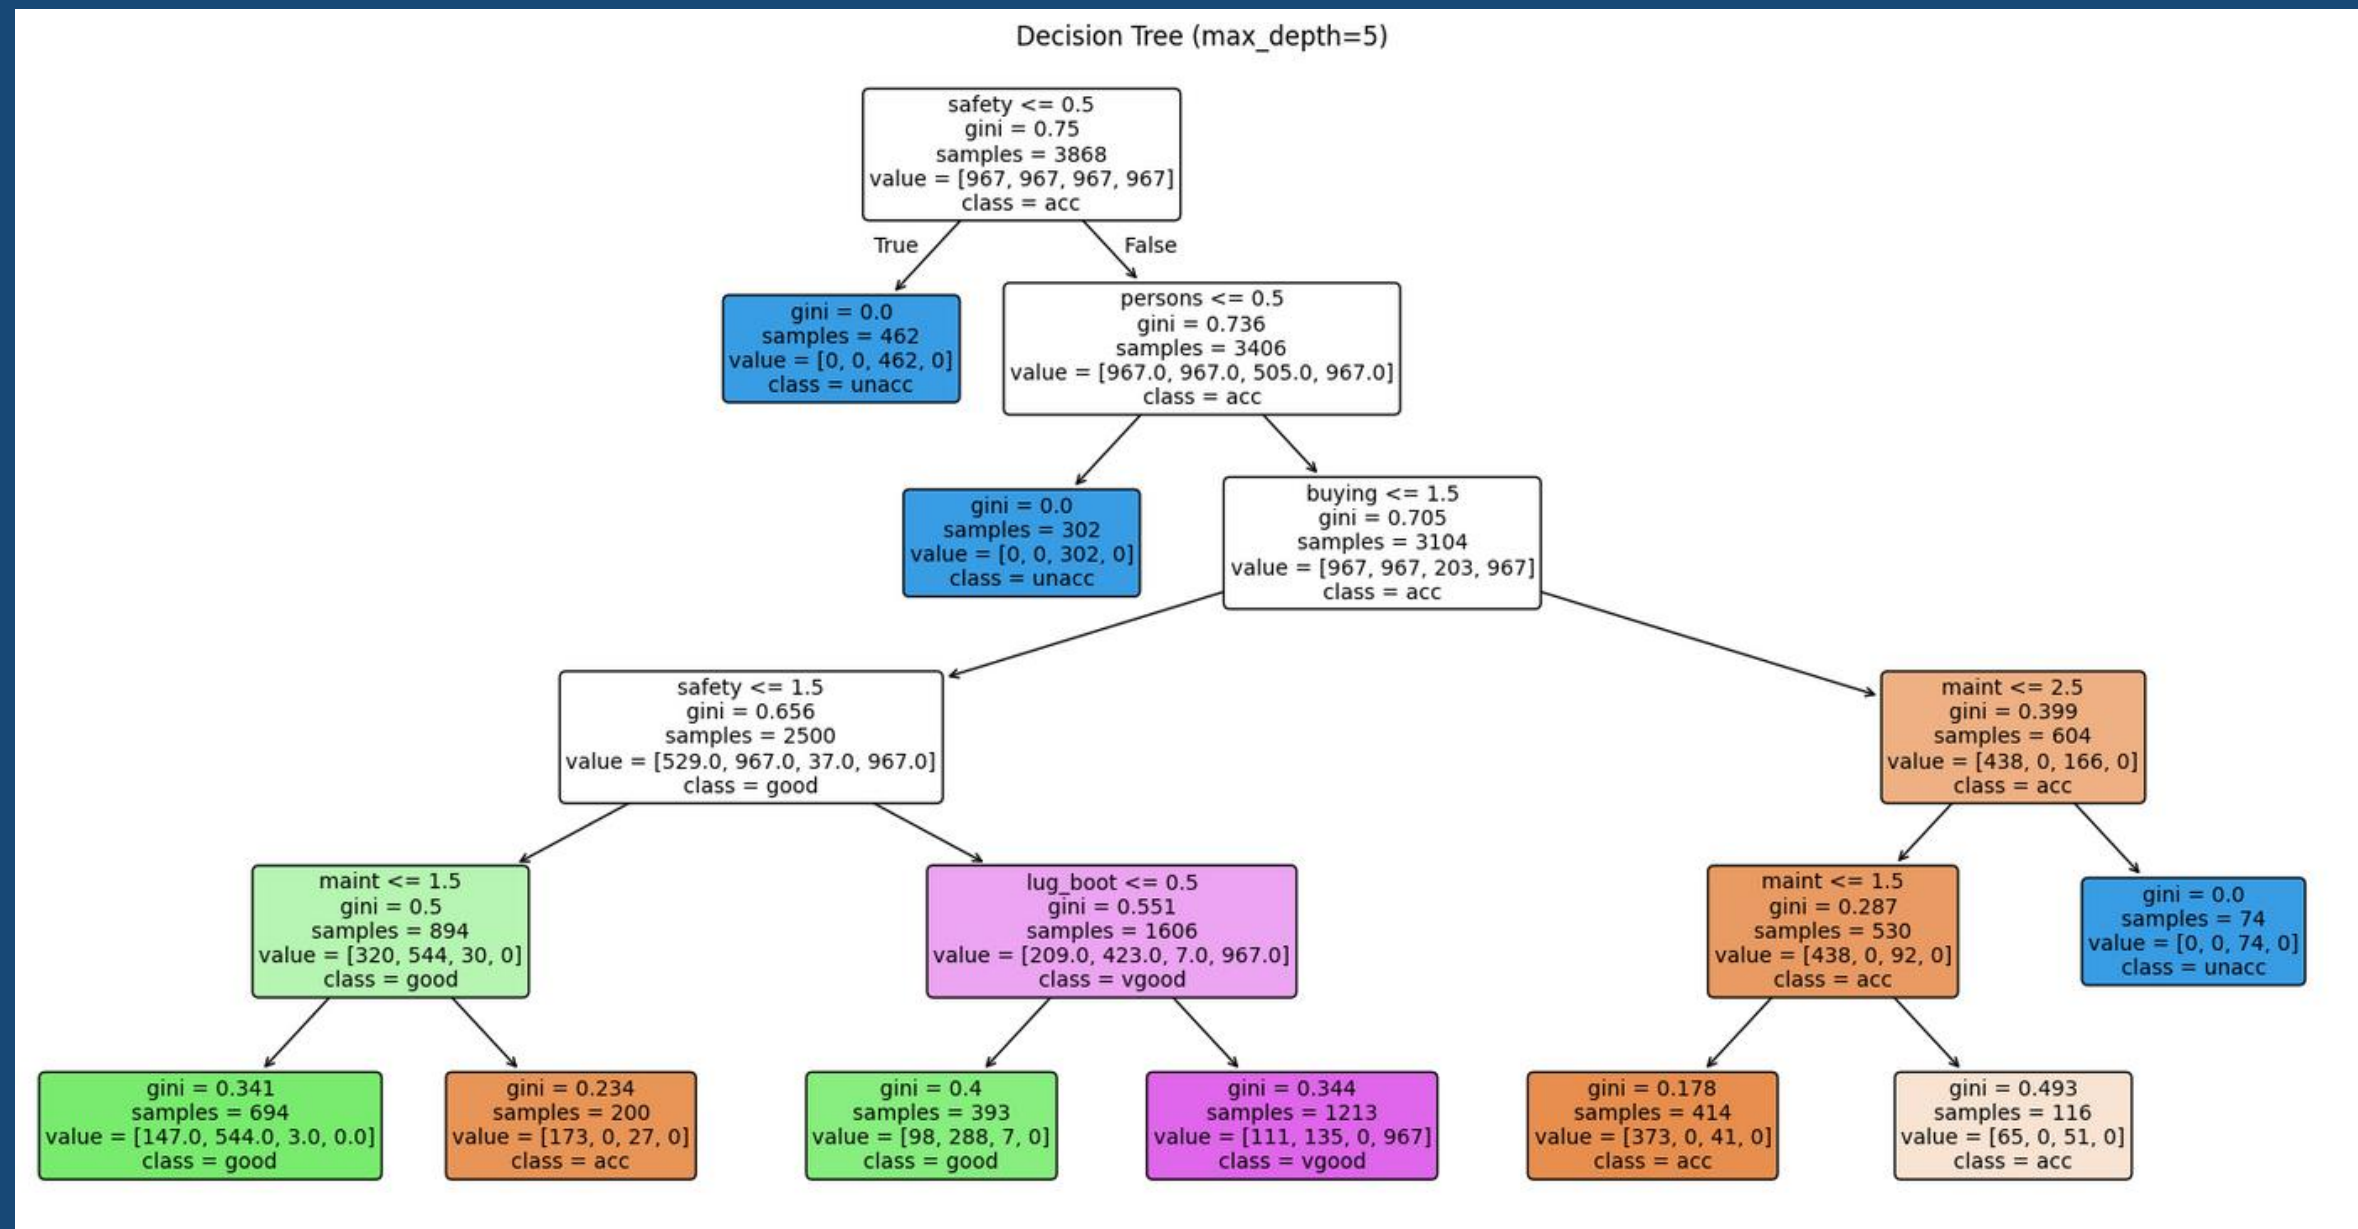 Decision Tree (max_depth=5)
safety <= 0.5
gini = 0.75
samples = 3868
value = [967, 967, 967, 967]
class = acc
True
False
gini = 0.0
samples = 462
value = [0, 0, 462, 0]
class = unacc
persons <= 0.5
gini = 0.736
samples = 3406
value = [967.0, 967.0, 505.0, 967.0]
class = acc
gini = 0.0
samples = 302
value = [0, 0, 302, 0]
class = unacc
buying <= 1.5
gini = 0.705
samples = 3104
value = [967, 967, 203, 967]
class = acc
safety <= 1.5
gini = 0.656
samples = 2500
value = [529.0, 967.0, 37.0, 967.0]
class = good
maint <= 2.5
gini = 0.399
samples = 604
value = [438, 0, 166, 0]
class = acc
maint <= 1.5
gini = 0.5
samples = 894
value = [320, 544, 30, 0]
class = good
lug_boot <= 0.5
gini = 0.551
samples = 1606
value = [209.0, 423.0, 7.0, 967.0]
class = vgood
maint <= 1.5
gini = 0.287
samples = 530
value = [438, 0, 92, 0]
class = acc
gini = 0.0
samples = 74
value = [0, 0, 74, 0]
class = unacc
gini = 0.341
samples = 694
value = [147.0, 544.0, 3.0, 0.0]
class = good
gini = 0.234
samples = 200
value = [173, 0, 27, 0]
class = acc
gini = 0.4
samples = 393
value = [98, 288, 7, 0]
class = good
gini = 0.344
samples = 1213
value = [111, 135, 0, 967]
class = vgood
gini = 0.178
samples = 414
value = [373, 0, 41, 0]
class = acc
gini = 0.493
samples = 116
value = [65, 0, 51, 0]
class = acc